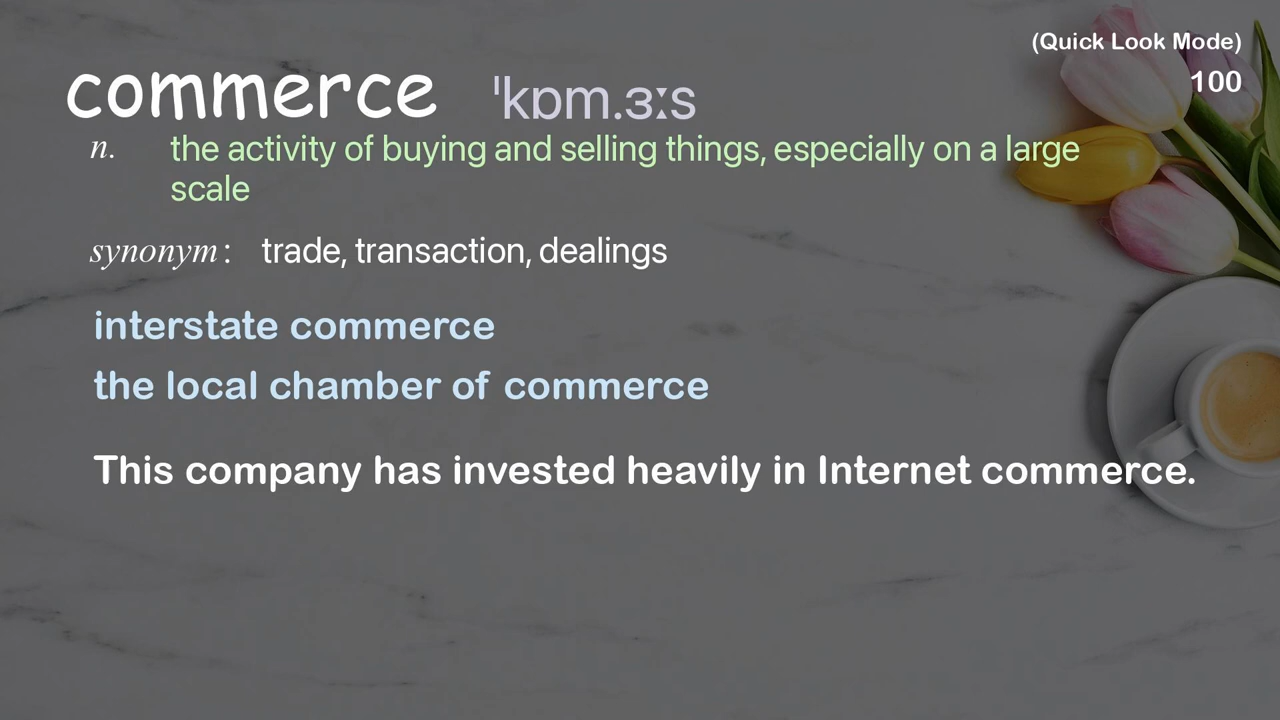 (Quick Look Mode)
100
commerce ˈkɒm.ɜːs
n. the activity of buying and selling things, especially on a large
scale
synonym: trade, transaction, dealings
interstate commerce
the local chamber of commerce
This company has invested heavily in Internet commerce.